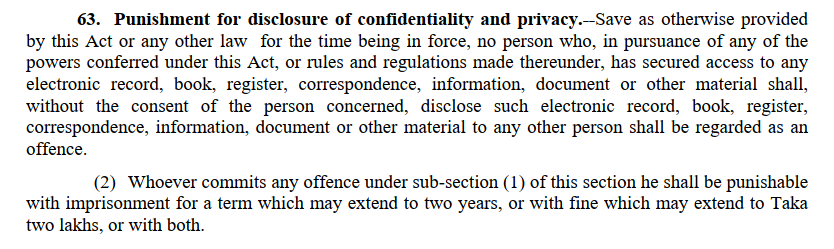 63. Punishment for disclosure of confidentiality and privacy.--Save as otherwise provided
by this Act or any other law for the time being in force, no person who, in pursuance of any of the
powers conferred under this Act, or rules and regulations made thereunder, has secured access to any
electronic record, book, register, correspondence, information, document or other material shall,
without the consent of the person concerned, disclose such electronic record, book, register,
correspondence, information, document or other material to any other person shall be regarded as an
offence.
(2) Whoever commits any offence under sub-section (1) of this section he shall be punishable
with imprisonment for a term which may extend to two years, or with fine which may extend to Taka
two lakhs, or with both.